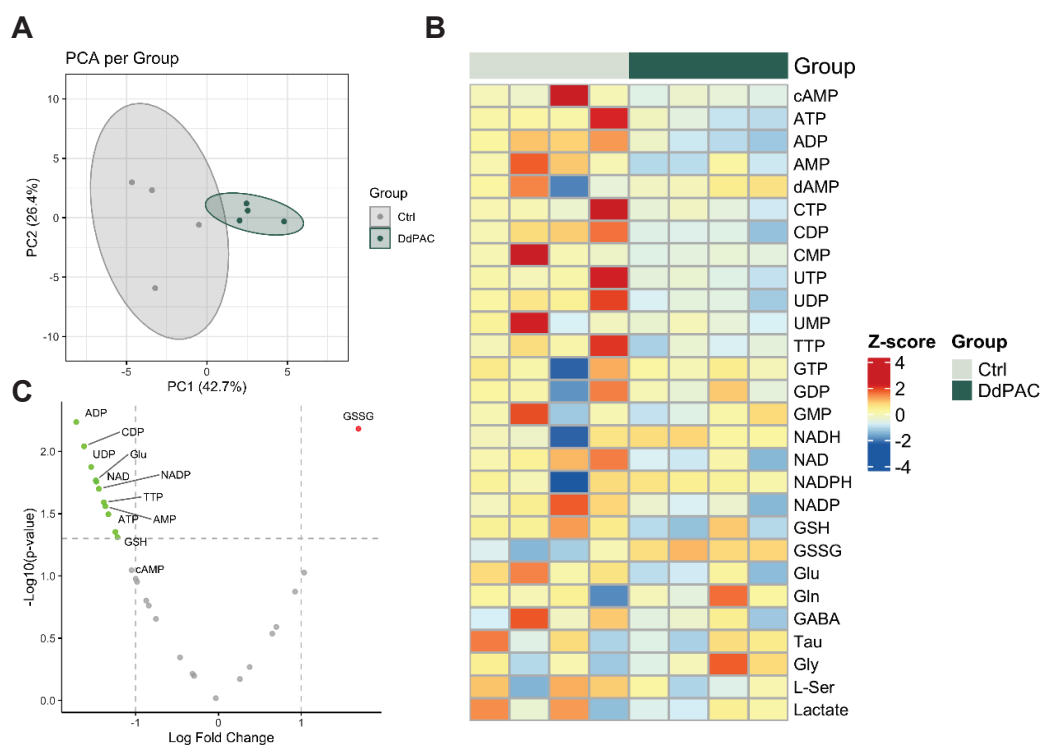 A
PCA per Group
10
5
0
-5
-10
PC2 (26.4%)
-5
0
5
PC1 (42.7%)
Group
Ctrl
DdPAC
B
Group
cAMP
ATP
ADP
AMP
dAMP
CTP
CDP
CMP
UTP
UDP
UMP
TTP
GTP
GDP
GMP
NADH
NAD
NADPH
NADP
GSH
GSSG
Glu
Gln
GABA
Tau
Gly
L-Ser
Lactate
Z-score
4
2
0
-2
-4
Group
Ctrl
DdPAC
C
ADP
GSSG
CDP
UDP
Glu
NAD
NADP
TTP
ATP
AMP
GSH
cAMP
2.0
1.5
1.0
0.5
0.0
-Log10(p-value)
-1
0
1
Log Fold Change